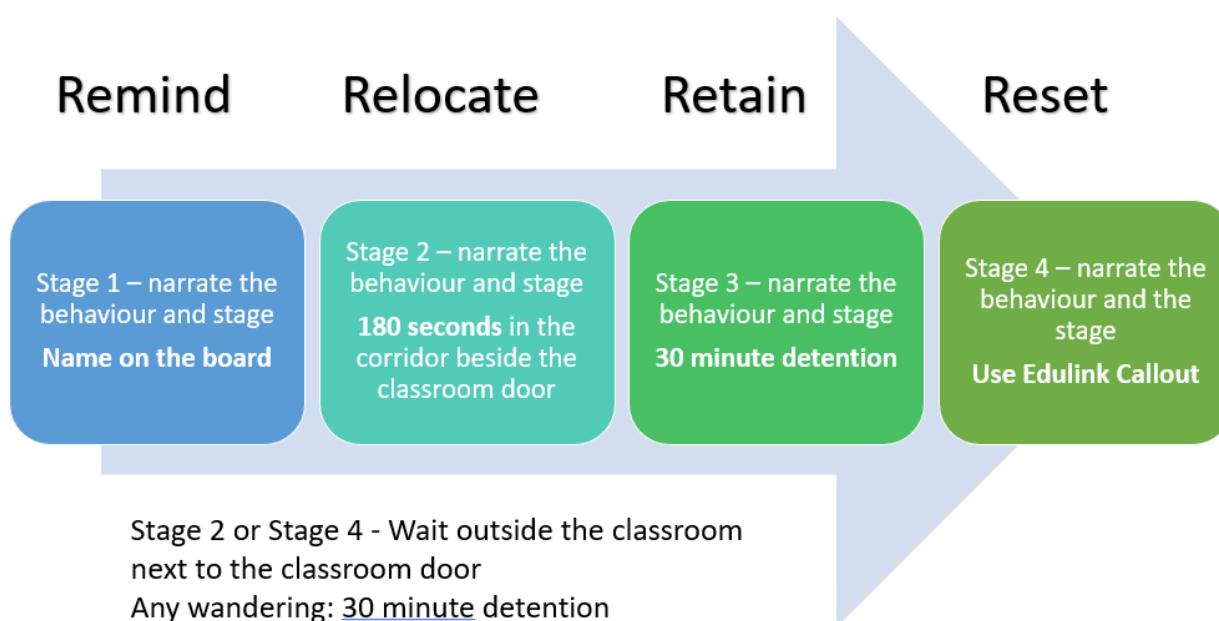 Remind
Relocate
Retain
Reset
Stage 1 – narrate the
behaviour and stage
Name on the board
Stage 2 – narrate the
behaviour and stage
180 seconds in the
corridor beside the
classroom door
Stage 3 – narrate the
behaviour and stage
30 minute detention
Stage 4 – narrate the
behaviour and the
stage
Use Edulink Callout
Stage 2 or Stage 4 - Wait outside the classroom
next to the classroom door
Any wandering: 30 minute detention